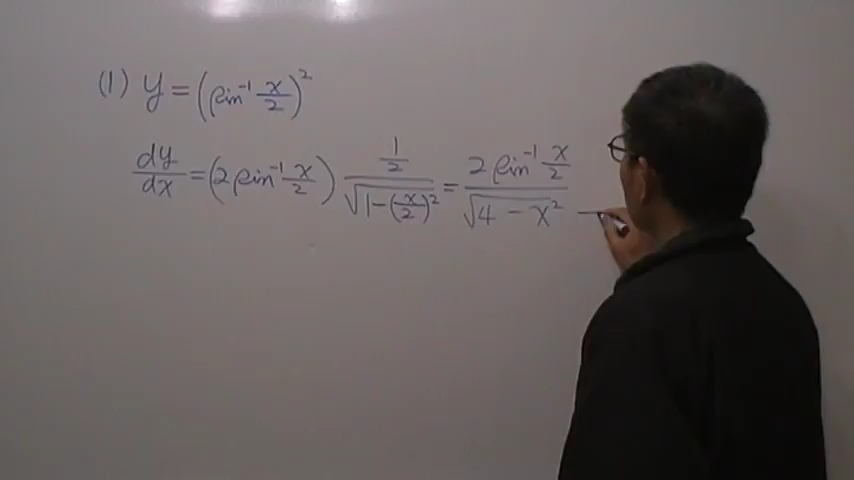 (1) y = (sin⁻¹ x/2)²
dy/dx = (2 sin⁻¹ x/2) (1/2)/√(1-(x/2)²) = (2 sin⁻¹ x/2)/√(4 - x²) —